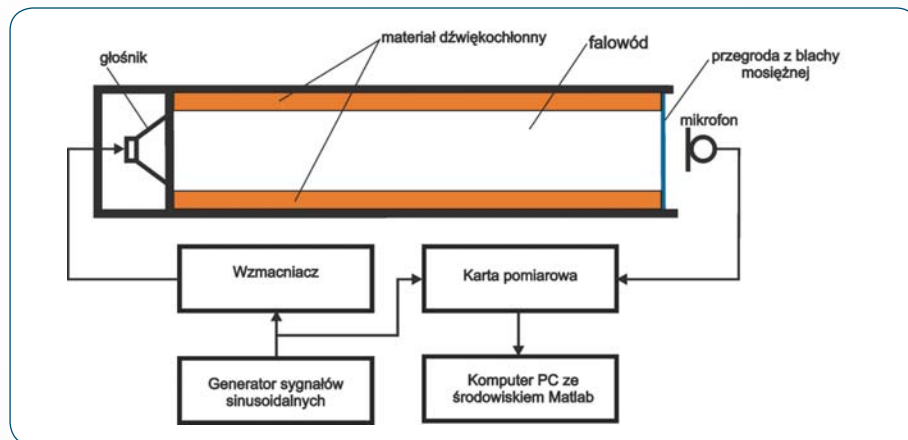 głośnik
materiał dźwiękochłonny
falowód
przegroda z blachy
mosiężnej
mikrofon
Wzmacniacz
Karta pomiarowa
Generator sygnałów
sinusoidalnych
Komputer PC ze
środowiskiem Matlab